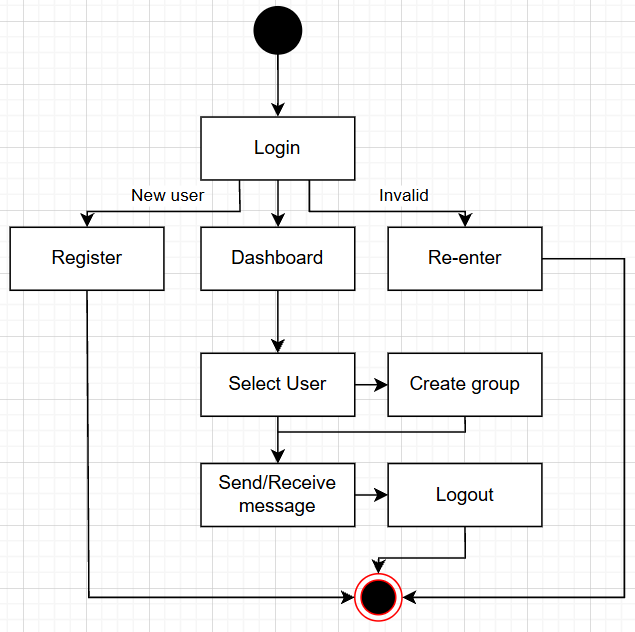 Login
New user
Invalid
Register
Dashboard
Re-enter
Select User
Create group
Send/Receive
message
Logout